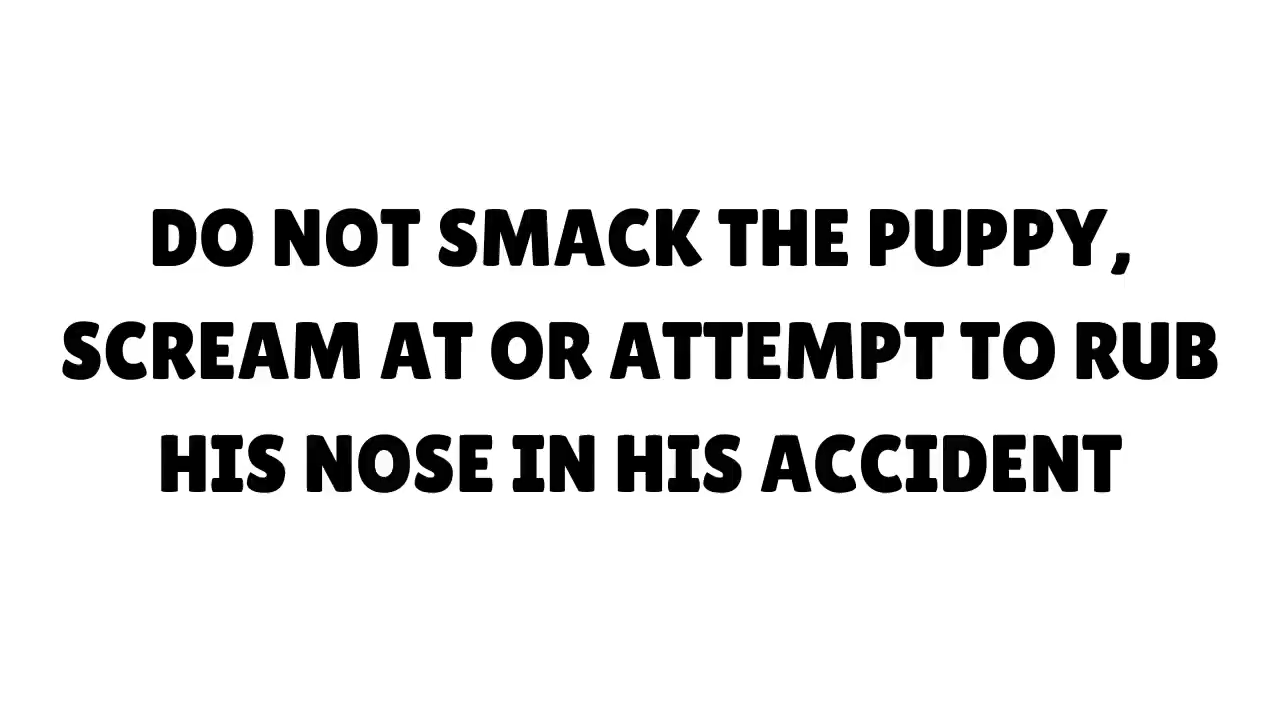 DO NOT SMACK THE PUPPY,
SCREAM AT OR ATTEMPT TO RUB
HIS NOSE IN HIS ACCIDENT